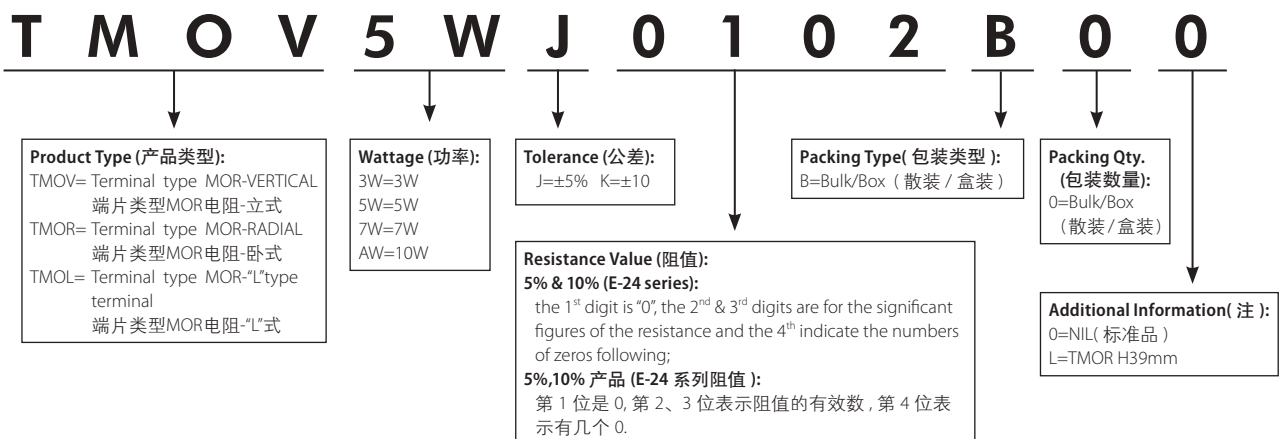 T M O V 5 W J 0 1 0 2 B 0 0
Product Type (产品类型):
TMOV= Terminal type MOR-VERTICAL
端片类型MOR电阻-立式
TMOR= Terminal type MOR-RADIAL
端片类型MOR电阻-卧式
TMOL= Terminal type MOR-“L”type
terminal
端片类型MOR电阻-“L”式
Wattage (功率):
3W=3W
5W=5W
7W=7W
AW=10W
Tolerance (公差):
J=±5% K=±10
Resistance Value (阻值):
5% & 10% (E-24 series):
the 1st digit is “0”, the 2nd & 3rd digits are for the significant
figures of the resistance and the 4th indicate the numbers
of zeros following;
5%,10% 产品 (E-24 系列阻值 ):
第 1 位是 0, 第 2、3 位表示阻值的有效数 , 第 4 位表
示有几个 0.
Packing Type( 包装类型 ):
B=Bulk/Box ( 散装 / 盒装 )
Packing Qty.
(包装数量):
0=Bulk/Box
(散装/盒装)
Additional Information( 注 ):
0=NIL( 标准品 )
L=TMOR H39mm